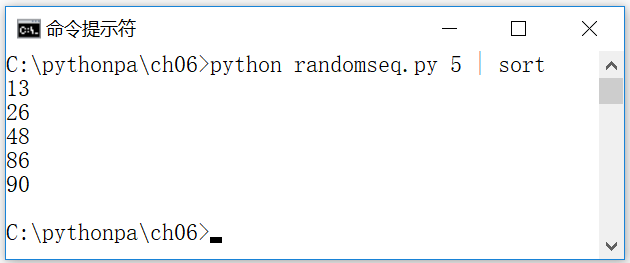 命令提示符
C:\pythonpa\ch06>python randomseq.py 5 | sort
13
26
48
86
90
C:\pythonpa\ch06>